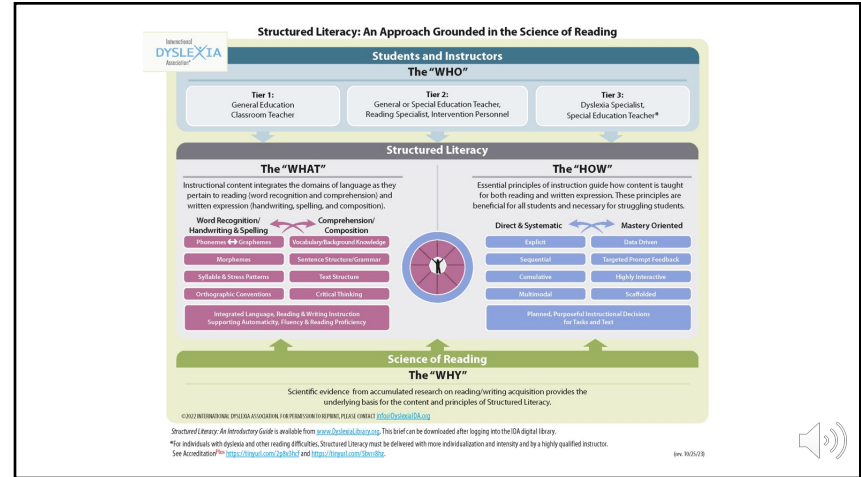 Structured Literacy: An Approach Grounded in the Science of Reading
International
DYSLEXIA
Association®
Students and Instructors
The "WHO"
Tier 1:
General Education
Classroom Teacher
Tier 2:
General or Special Education Teacher,
Reading Specialist, Intervention Personnel
Tier 3:
Dyslexia Specialist,
Special Education Teacher*
Structured Literacy
The "WHAT"
Instructional content integrates the domains of language as they
pertain to reading (word recognition and comprehension) and
written expression (handwriting, spelling, and composition).
Word Recognition/
Handwriting & Spelling
Comprehension/
Composition
Phonemes ↔ Graphemes
Vocabulary/Background Knowledge
Morphemes
Sentence Structure/Grammar
Syllable & Stress Patterns
Text Structure
Orthographic Conventions
Critical Thinking
Integrated Language, Reading & Writing Instruction
Supporting Automaticity, Fluency & Reading Proficiency
The "HOW"
Essential principles of instruction guide how content is taught
for both reading and written expression. These principles are
beneficial for all students and necessary for struggling students.
Direct & Systematic
Mastery Oriented
Explicit
Data Driven
Sequential
Targeted Prompt Feedback
Cumulative
Highly Interactive
Multimodal
Scaffolded
Planned, Purposeful Instructional Decisions
for Tasks and Text
Science of Reading
The "WHY"
Scientific evidence from accumulated research on reading/writing acquisition provides the
underlying basis for the content and principles of Structured Literacy.
©2022 INTERNATIONAL DYSLEXIA ASSOCIATION, FOR PERMISSION TO REPRINT, PLEASE CONTACT info@DyslexiaIDA.org
Structured Literacy: An Introductory Guide is available from www.DyslexiaLibrary.org. This brief can be downloaded after logging into the IDA digital library.
*For individuals with dyslexia and other reading difficulties, Structured Literacy must be delivered with more individualization and intensity and by a highly qualified instructor.
See Accreditation Plus and
(rev. 10/25/23)